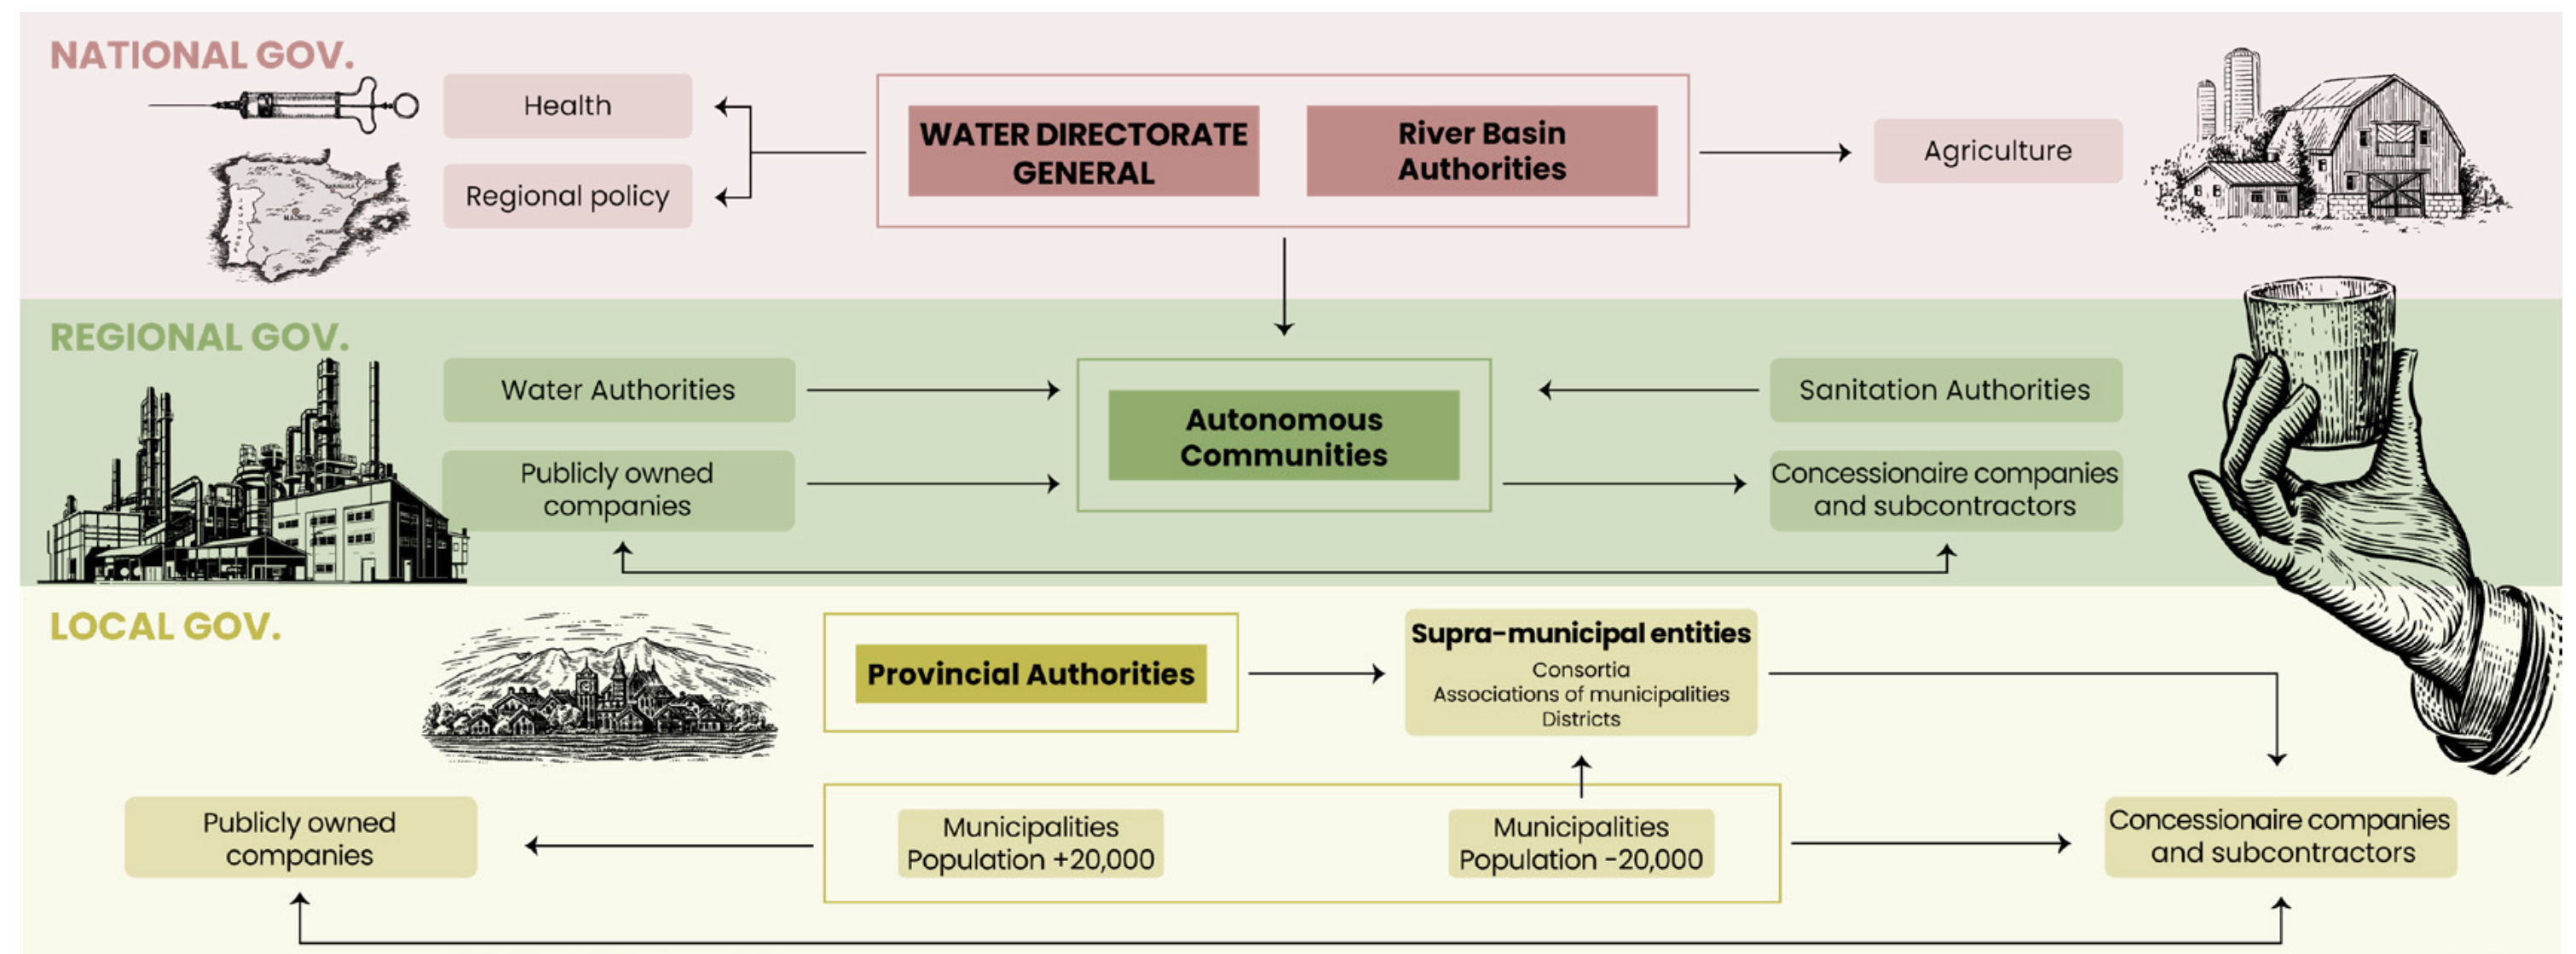 NATIONAL GOV.
Health
Regional policy
WATER DIRECTORATE
GENERAL
River Basin
Authorities
Agriculture
MADRID
REGIONAL GOV.
Water Authorities
Publicly owned
companies
Autonomous
Communities
Sanitation Authorities
Concessionaire companies
and subcontractors
LOCAL GOV.
Provincial Authorities
Supra-municipal entities
Consortia
Associations of municipalities
Districts
Publicly owned
companies
Municipalities
Population +20,000
Municipalities
Population -20,000
Concessionaire companies
and subcontractors